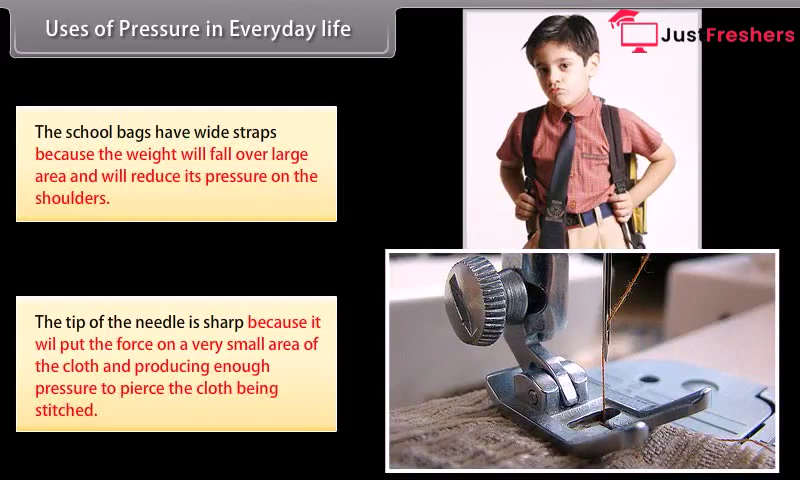 Uses of Pressure in Everyday life
JustFreshers
The school bags have wide straps
because the weight will fall over large
area and will reduce its pressure on the
shoulders.
The tip of the needle is sharp because it
wil put the force on a very small area of
the cloth and producing enough
pressure to pierce the cloth being
stitched.